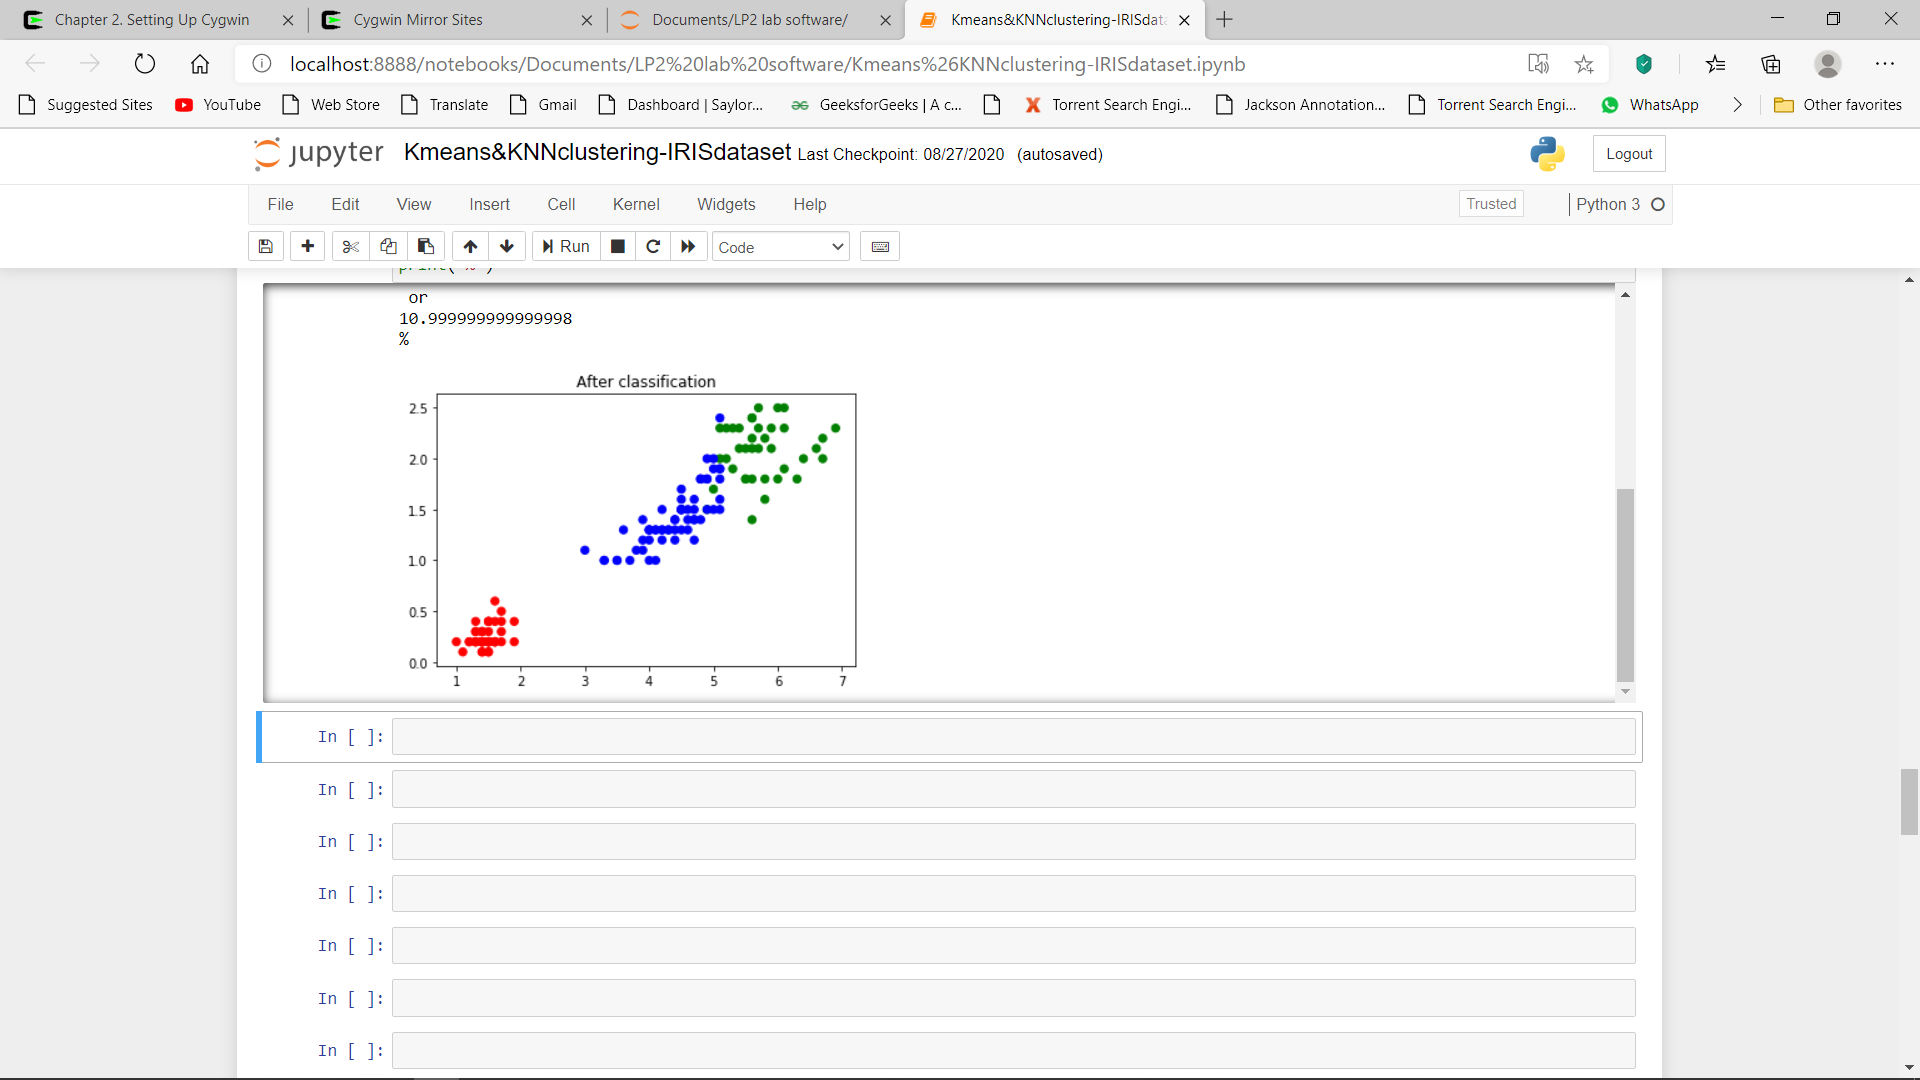 Chapter 2. Setting Up Cygwin
Cygwin Mirror Sites
Documents/LP2 lab software/
Kmeans&KNNclustering-IRISdat
localhost:8888/notebooks/Documents/LP2%20lab%20software/Kmeans%26KNNclustering-IRISdataset.ipynb
Suggested Sites YouTube Web Store Translate Gmail Dashboard | Saylor... GeeksforGeeks | A c... Torrent Search Engi... Jackson Annotation... Torrent Search Engi... WhatsApp Other favorites
jupyter Kmeans&KNNclustering-IRISdataset Last Checkpoint: 08/27/2020 (autosaved) Logout
File Edit View Insert Cell Kernel Widgets Help Trusted Python 3
Run Code
or
10.999999999999998
%
After classification
2.5
2.0
1.5
1.0
0.5
0.0
1 2 3 4 5 6 7
In [ ]:
In [ ]:
In [ ]:
In [ ]:
In [ ]:
In [ ]:
In [ ]: